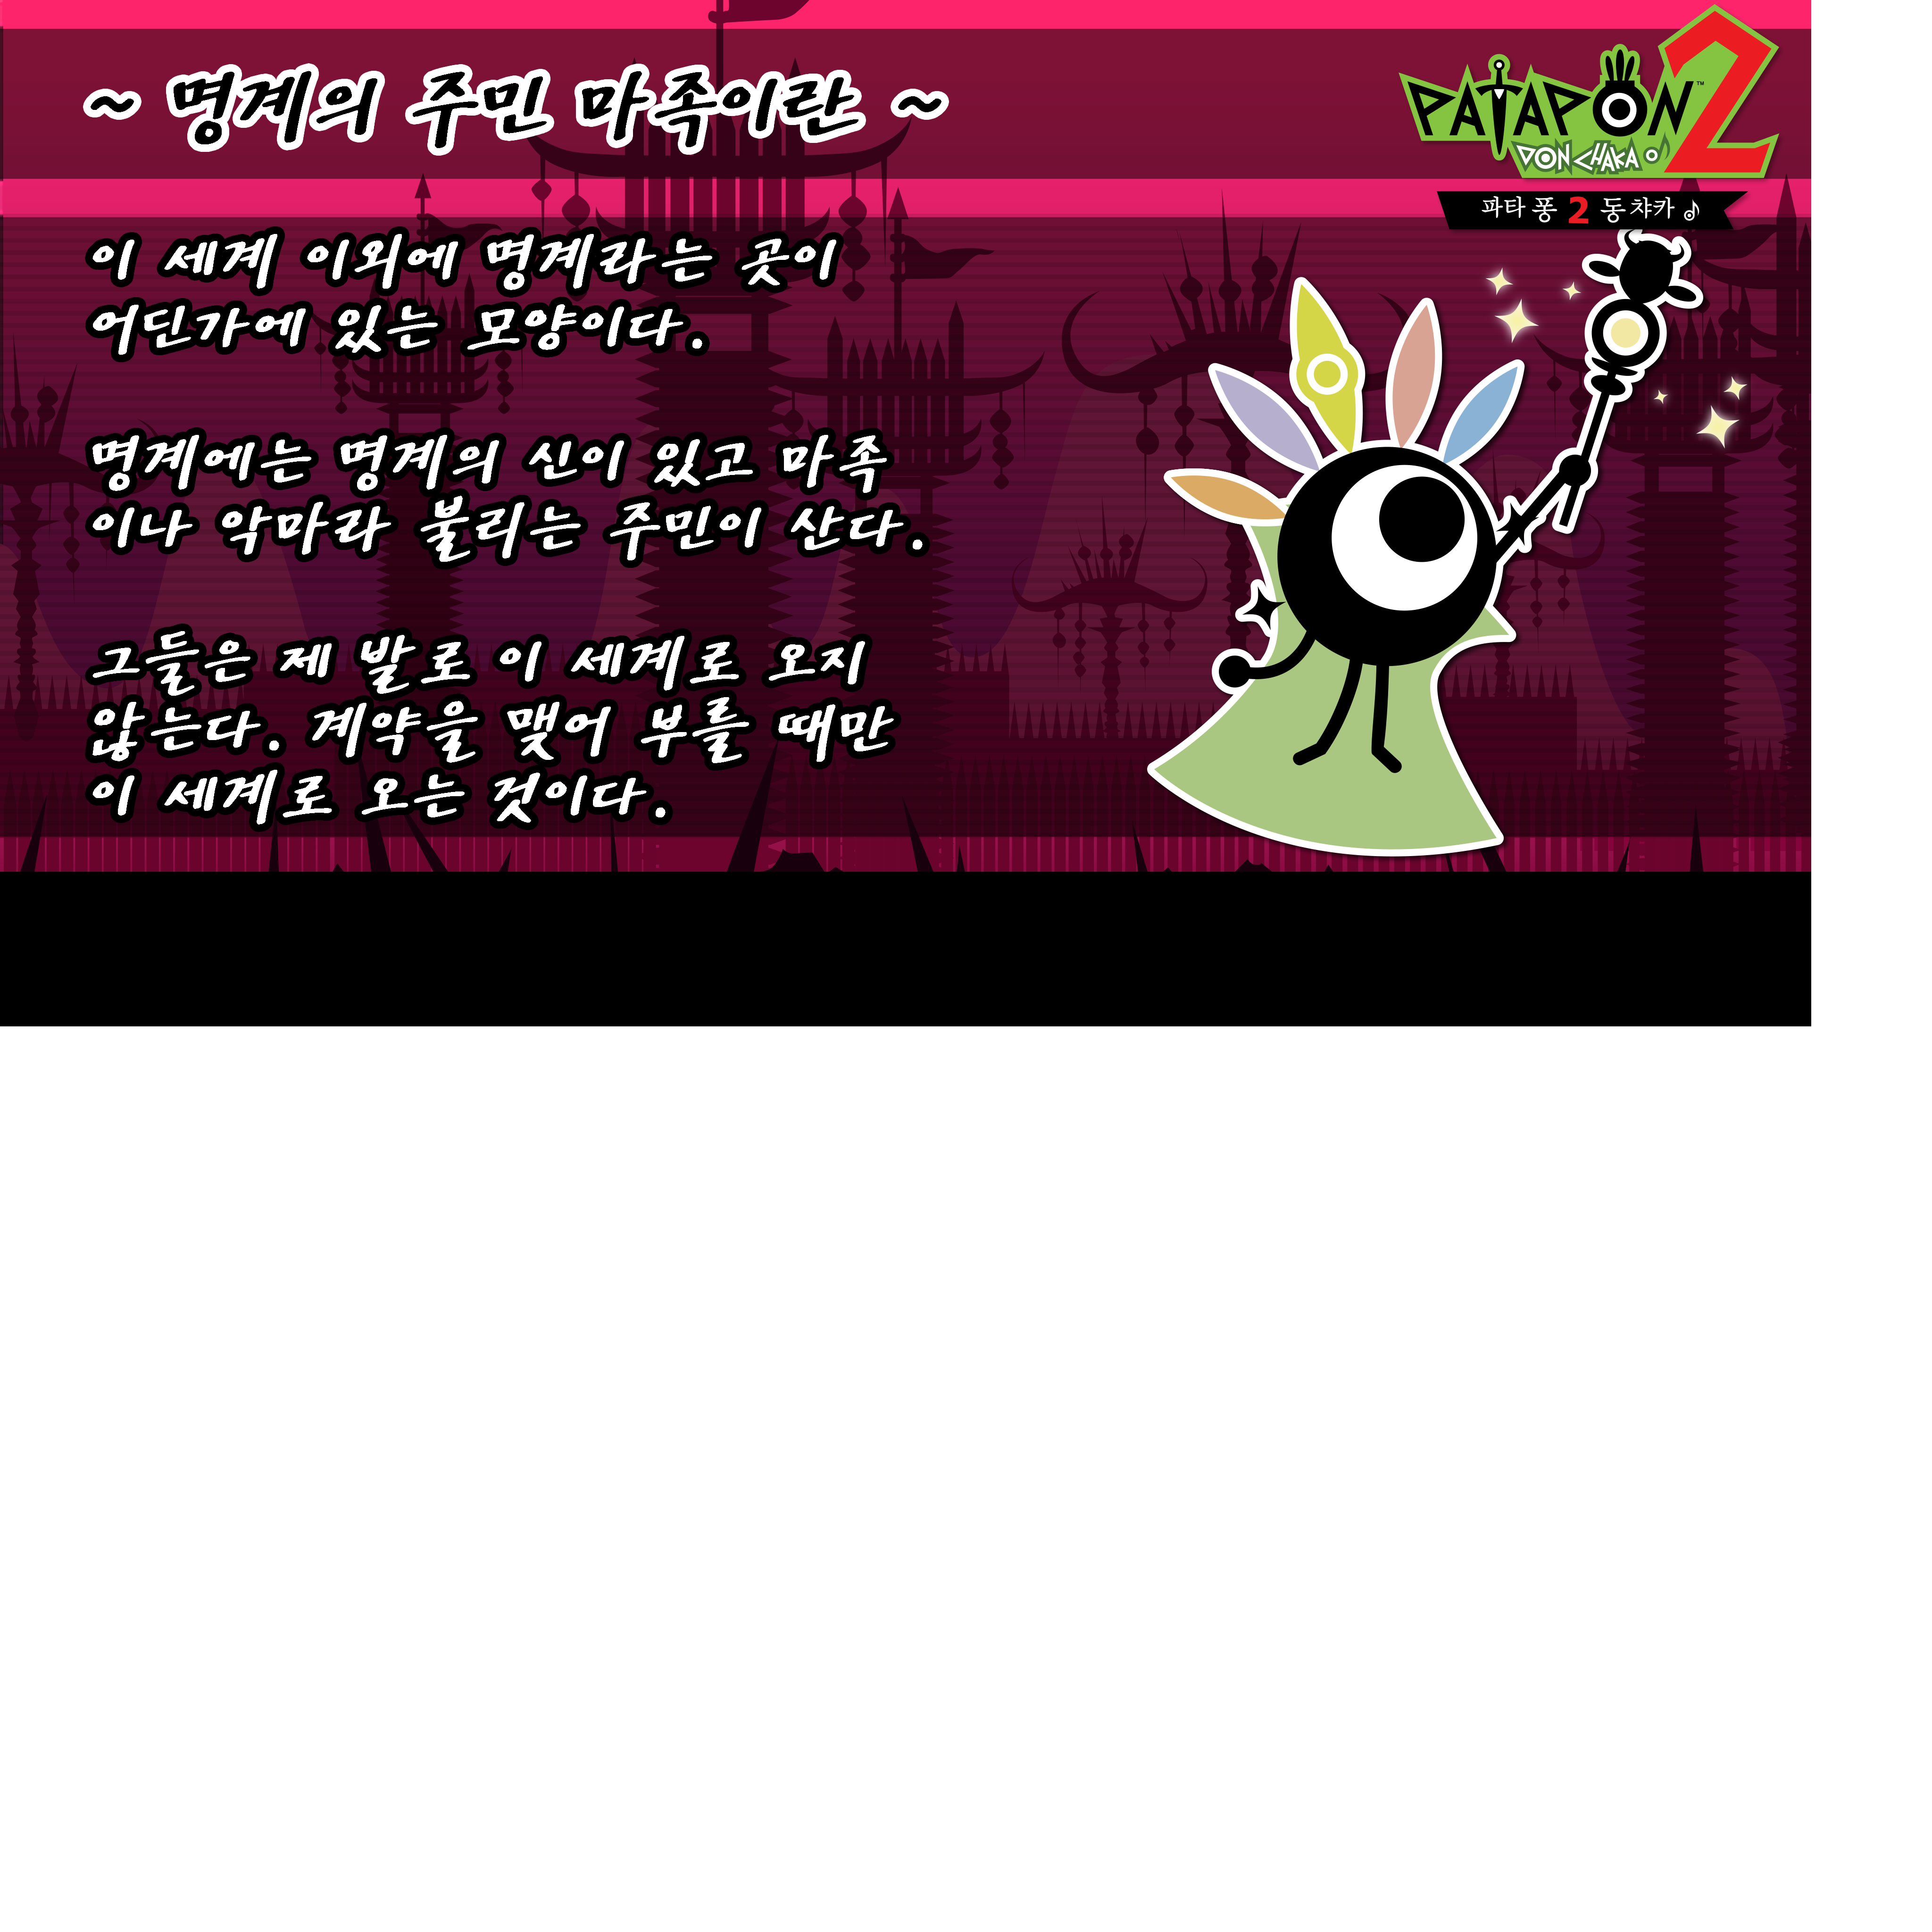 ~ 명계의 주민 마족이란 ~
PATAPON™ 2
DON CHAKA ♪
파타퐁 2 동챠카 ♪
이 세계 이외에 명계라는 곳이
어딘가에 있는 모양이다.
명계에는 명계의 신이 있고 마족
이나 악마라 불리는 주민이 산다.
그들은 제 발로 이 세계로 오지
않는다. 계약을 맺어 부를 때만
이 세계로 오는 것이다.